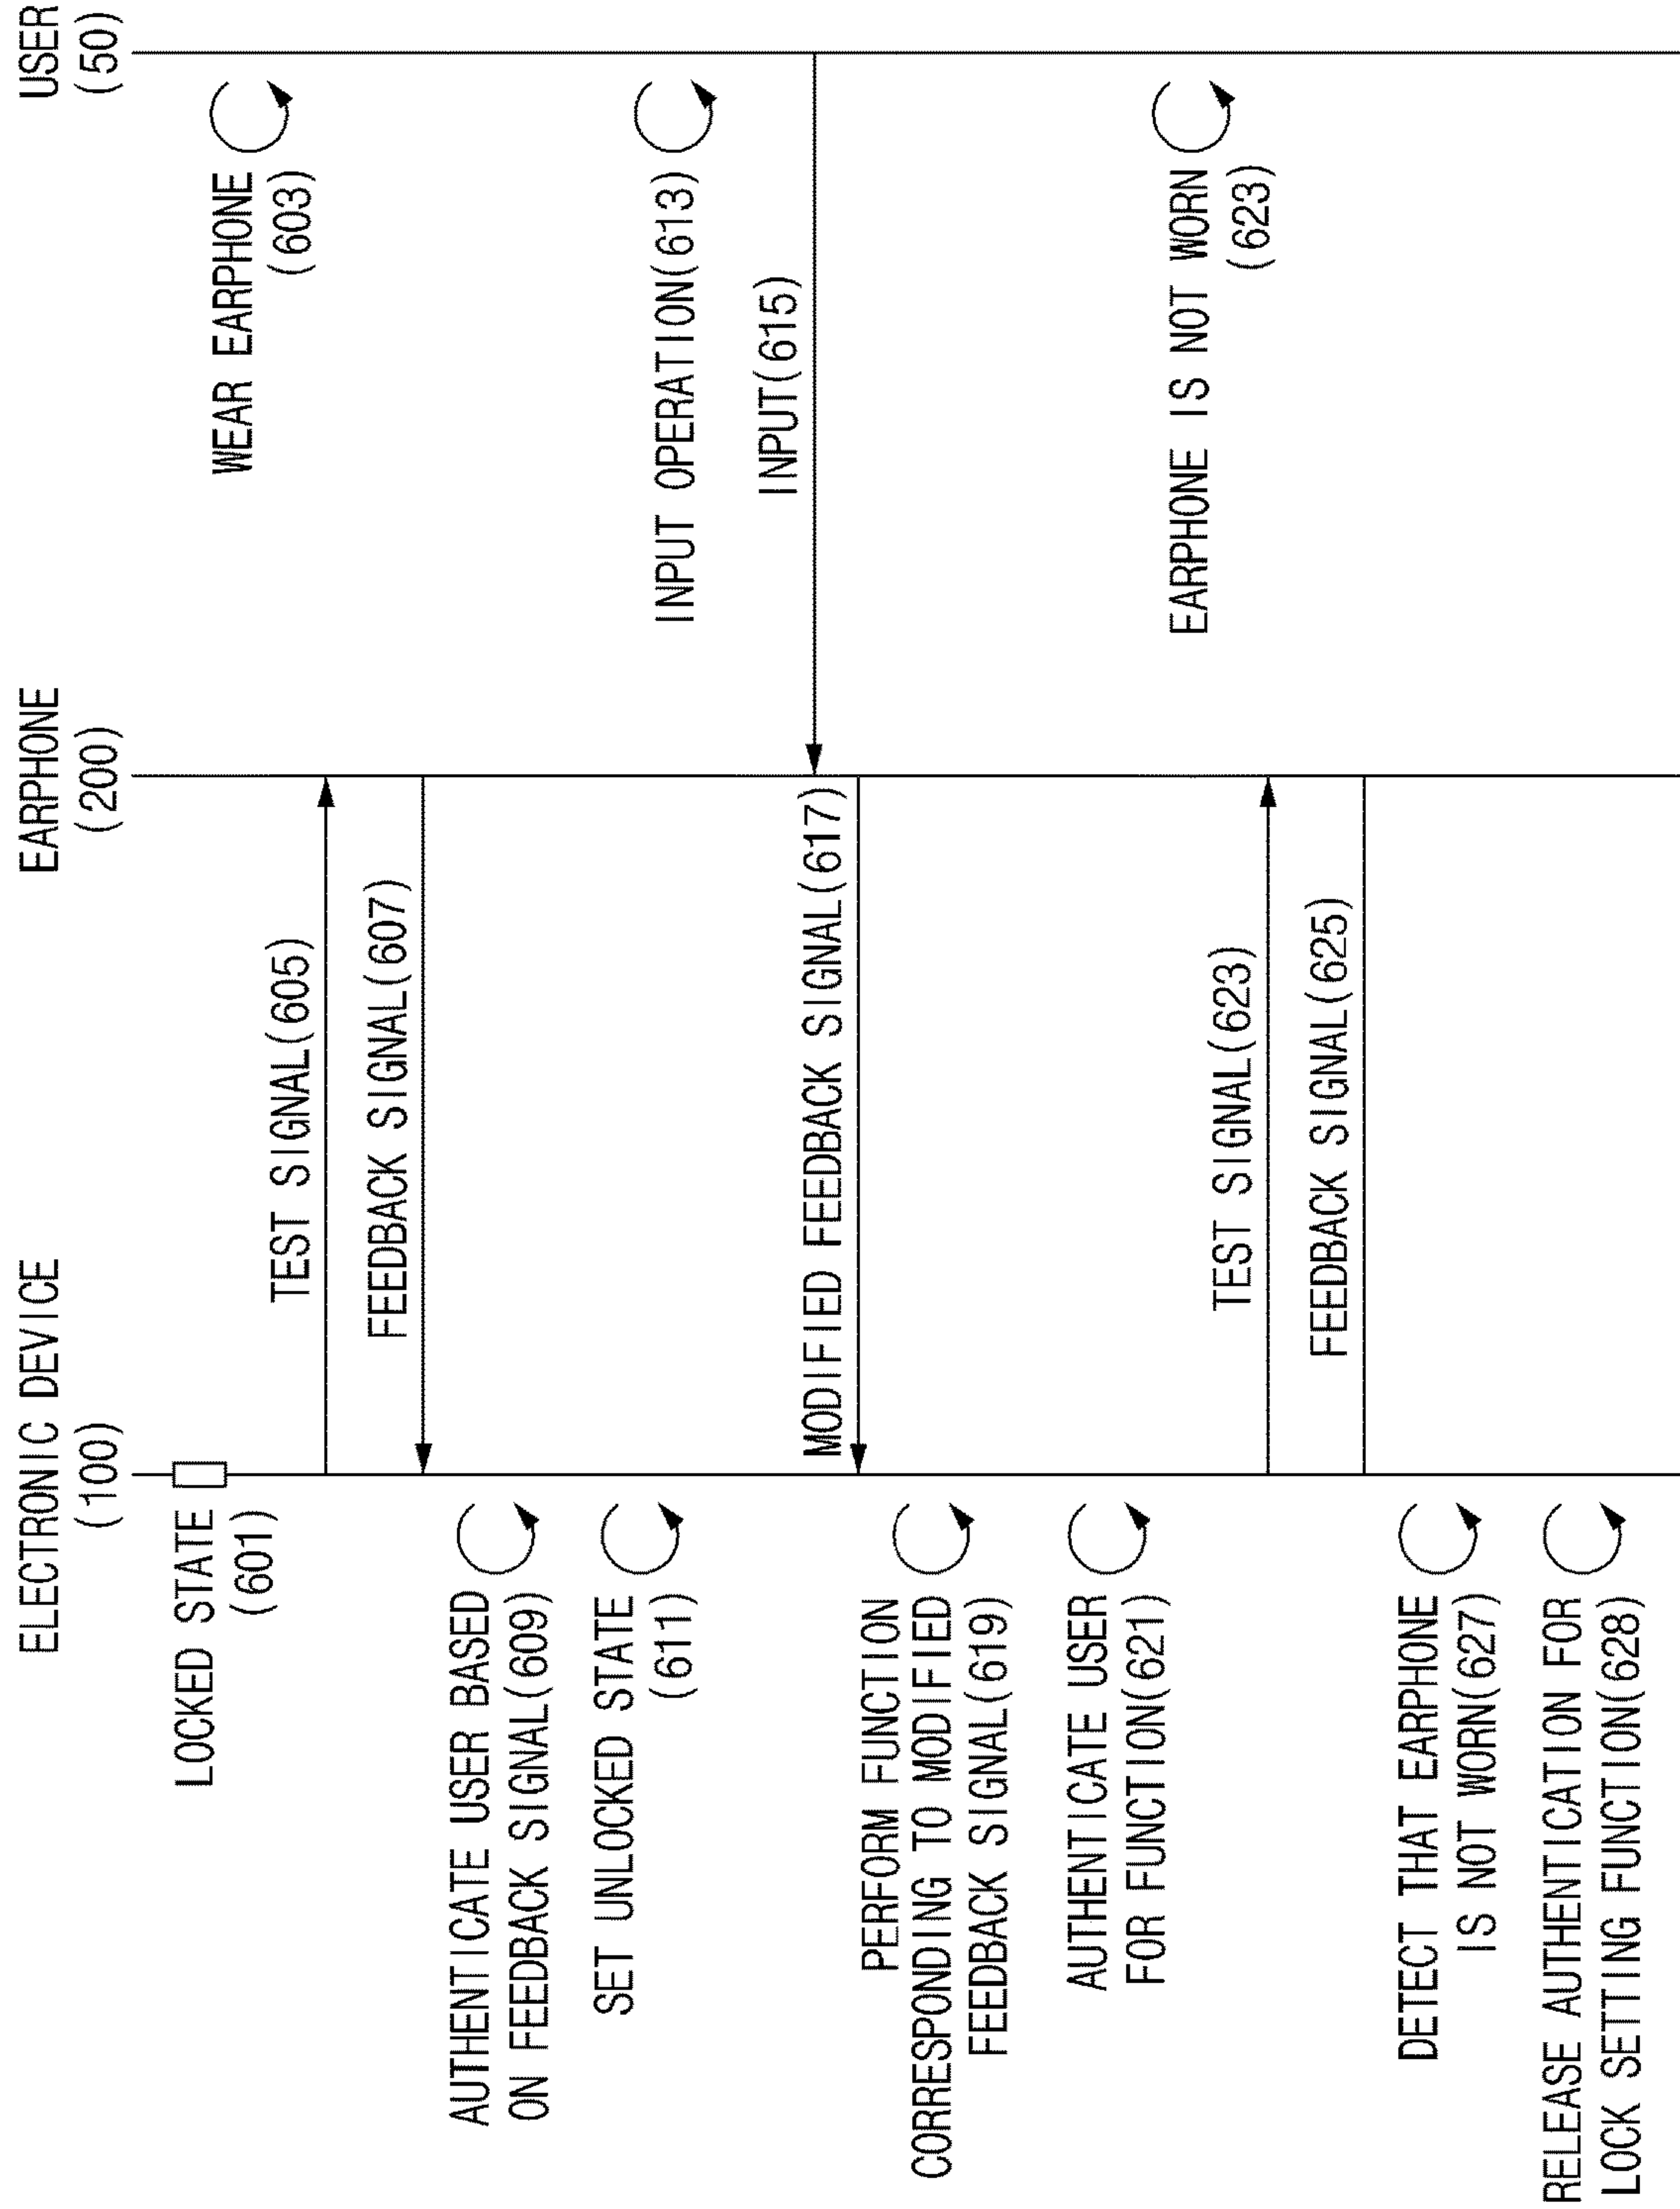 ELECTRONIC DEVICE
(100)
EARPHONE
(200)
USER
(50)
LOCKED STATE
(601)
WEAR EARPHONE
(603)
TEST SIGNAL(605)
FEEDBACK SIGNAL(607)
AUTHENTICATE USER BASED
ON FEEDBACK SIGNAL(609)
SET UNLOCKED STATE
(611)
INPUT OPERATION(613)
INPUT(615)
MODIFIED FEEDBACK SIGNAL(617)
PERFORM FUNCTION
CORRESPONDING TO MODIFIED
FEEDBACK SIGNAL(619)
AUTHENTICATE USER
FOR FUNCTION(621)
EARPHONE IS NOT WORN
(623)
TEST SIGNAL(623)
FEEDBACK SIGNAL(625)
DETECT THAT EARPHONE
IS NOT WORN(627)
RELEASE AUTHENTICATION FOR
LOCK SETTING FUNCTION(628)